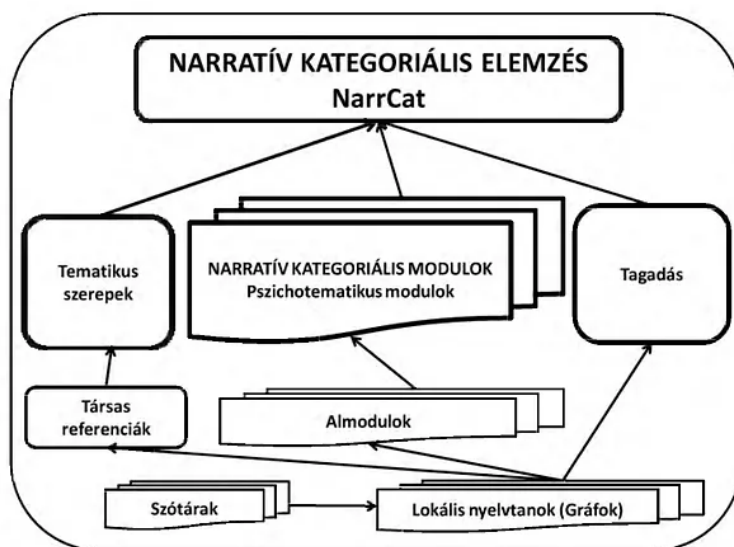 NARRATÍV KATEGORIÁLIS ELEMZÉS
NarrCat
Tematikus
szerepek
NARRATÍV KATEGORIÁLIS MODULOK
Pszichotematikus modulok
Tagadás
Társas
referenciák
Almodulok
Szótárak
Lokális nyelvtanok (Gráfok)